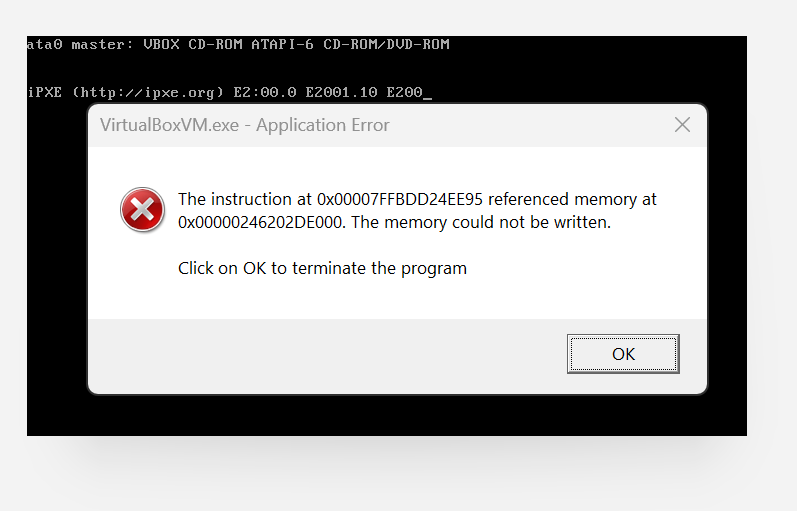 ata0 master: VBOX CD-ROM ATAPI-6 CD-ROM/DVD-ROM
iPXE (http://ipxe.org) E2:00.0 E2001.10 E200_
VirtualBoxVM.exe - Application Error
The instruction at 0x00007FFBDD24EE95 referenced memory at
0x00000246202DE000. The memory could not be written.
Click on OK to terminate the program
OK